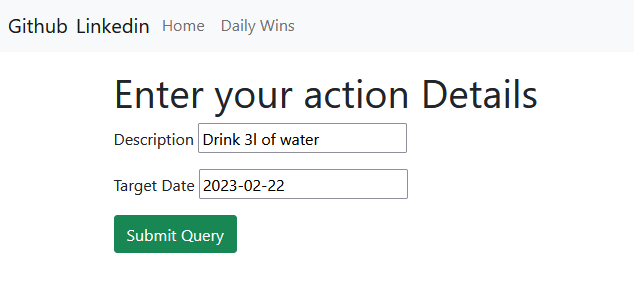 Github Linkedin Home Daily Wins
Enter your action Details
Description Drink 3l of water
Target Date 2023-02-22
Submit Query